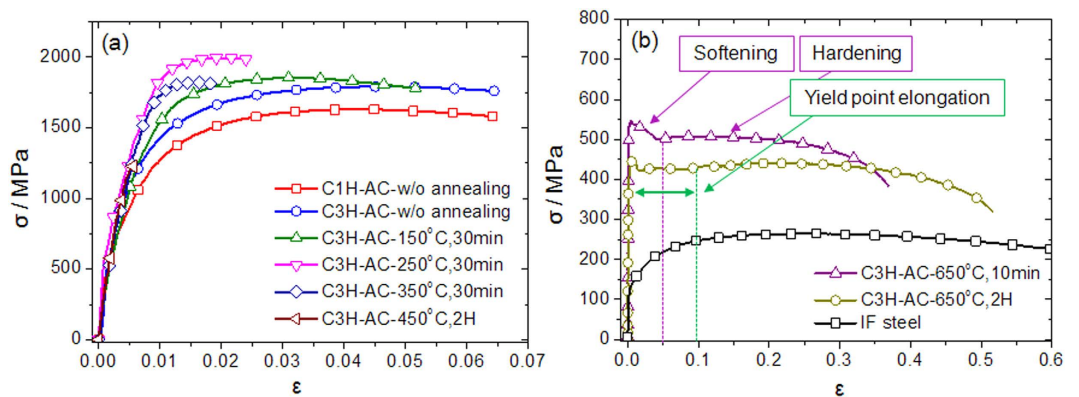 (a)
σ / MPa
2000
1500
1000
500
0
C1H-AC-w/o annealing
C3H-AC-w/o annealing
C3H-AC-150°C,30min
C3H-AC-250°C,30min
C3H-AC-350°C,30min
C3H-AC-450°C,2H
0.00 0.01 0.02 0.03 0.04 0.05 0.06 0.07
ε
(b)
σ / MPa
800
700
600
500
400
300
200
100
0
Softening
Hardening
Yield point elongation
C3H-AC-650°C,10min
C3H-AC-650°C,2H
IF steel
0.0 0.1 0.2 0.3 0.4 0.5 0.6
ε